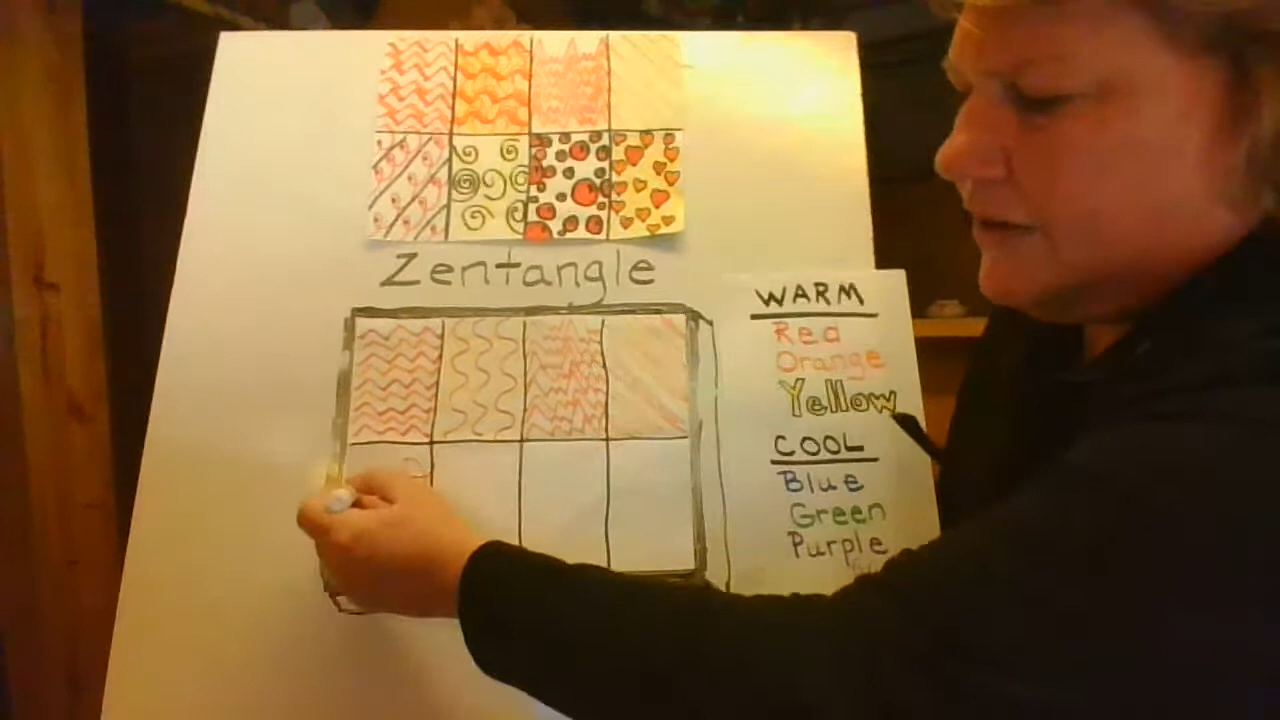 Zentangle
WARM
Red
Orange
Yellow
COOL
Blue
Green
Purple